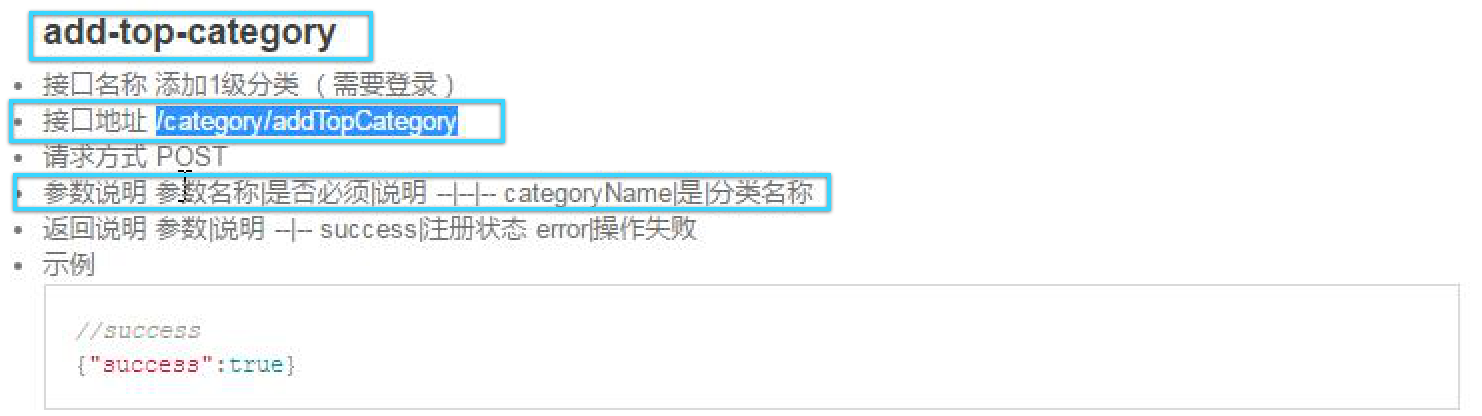 add-top-category
接口名称 添加1级分类 （ 需要登录 ）
接口地址 /category/addTopCategory
请求方式 POST
参数说明 参数名称|是否必须|说明 --|--|-- categoryName|是|分类名称
返回说明 参数|说明 --|-- success|注册状态 error|操作失败
示例
//success
{"success":true}